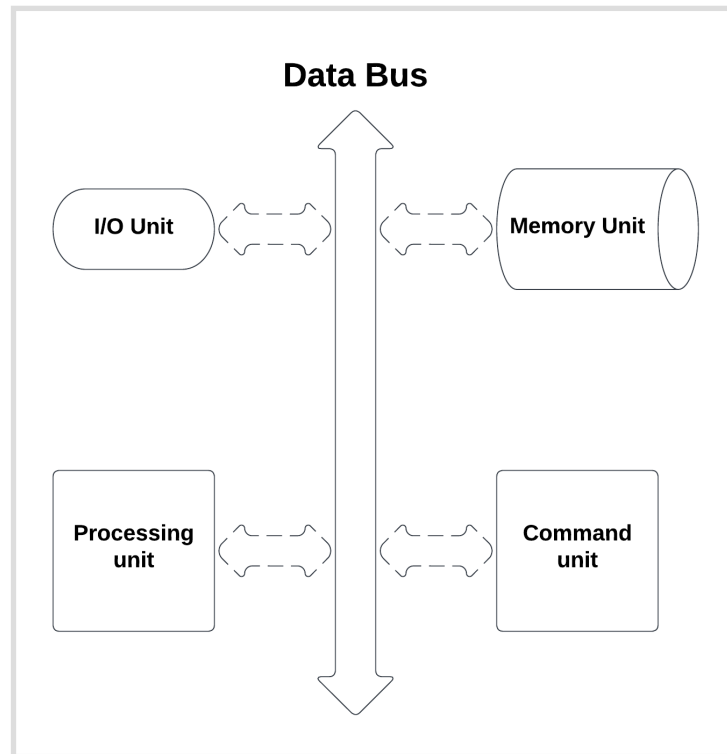 Data Bus
I/O Unit
Memory Unit
Processing
unit
Command
unit